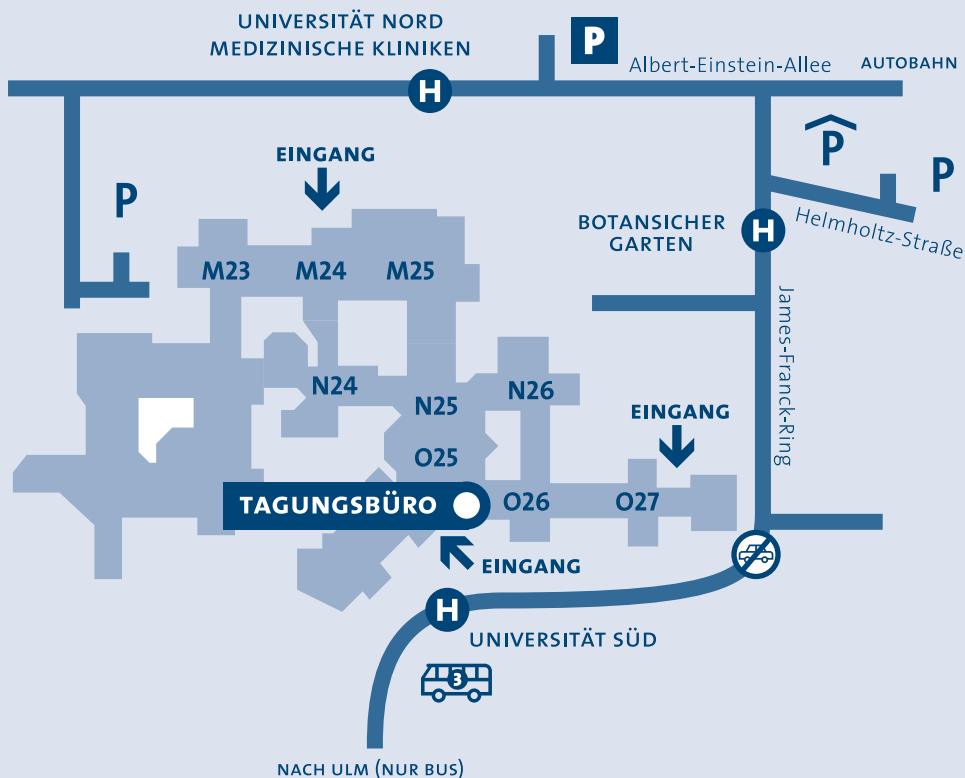 UNIVERSITÄT NORD
MEDIZINISCHE KLINIKEN
P
Albert-Einstein-Allee
AUTOBAHN
H
P
P
EINGANG
P
Helmholtz-Straße
BOTANSICHER
GARTEN
H
M23
M24
M25
James-Franck-Ring
N24
N25
N26
EINGANG
O25
TAGUNGSBÜRO
O26
O27
EINGANG
H
UNIVERSITÄT SÜD
3
NACH ULM (NUR BUS)